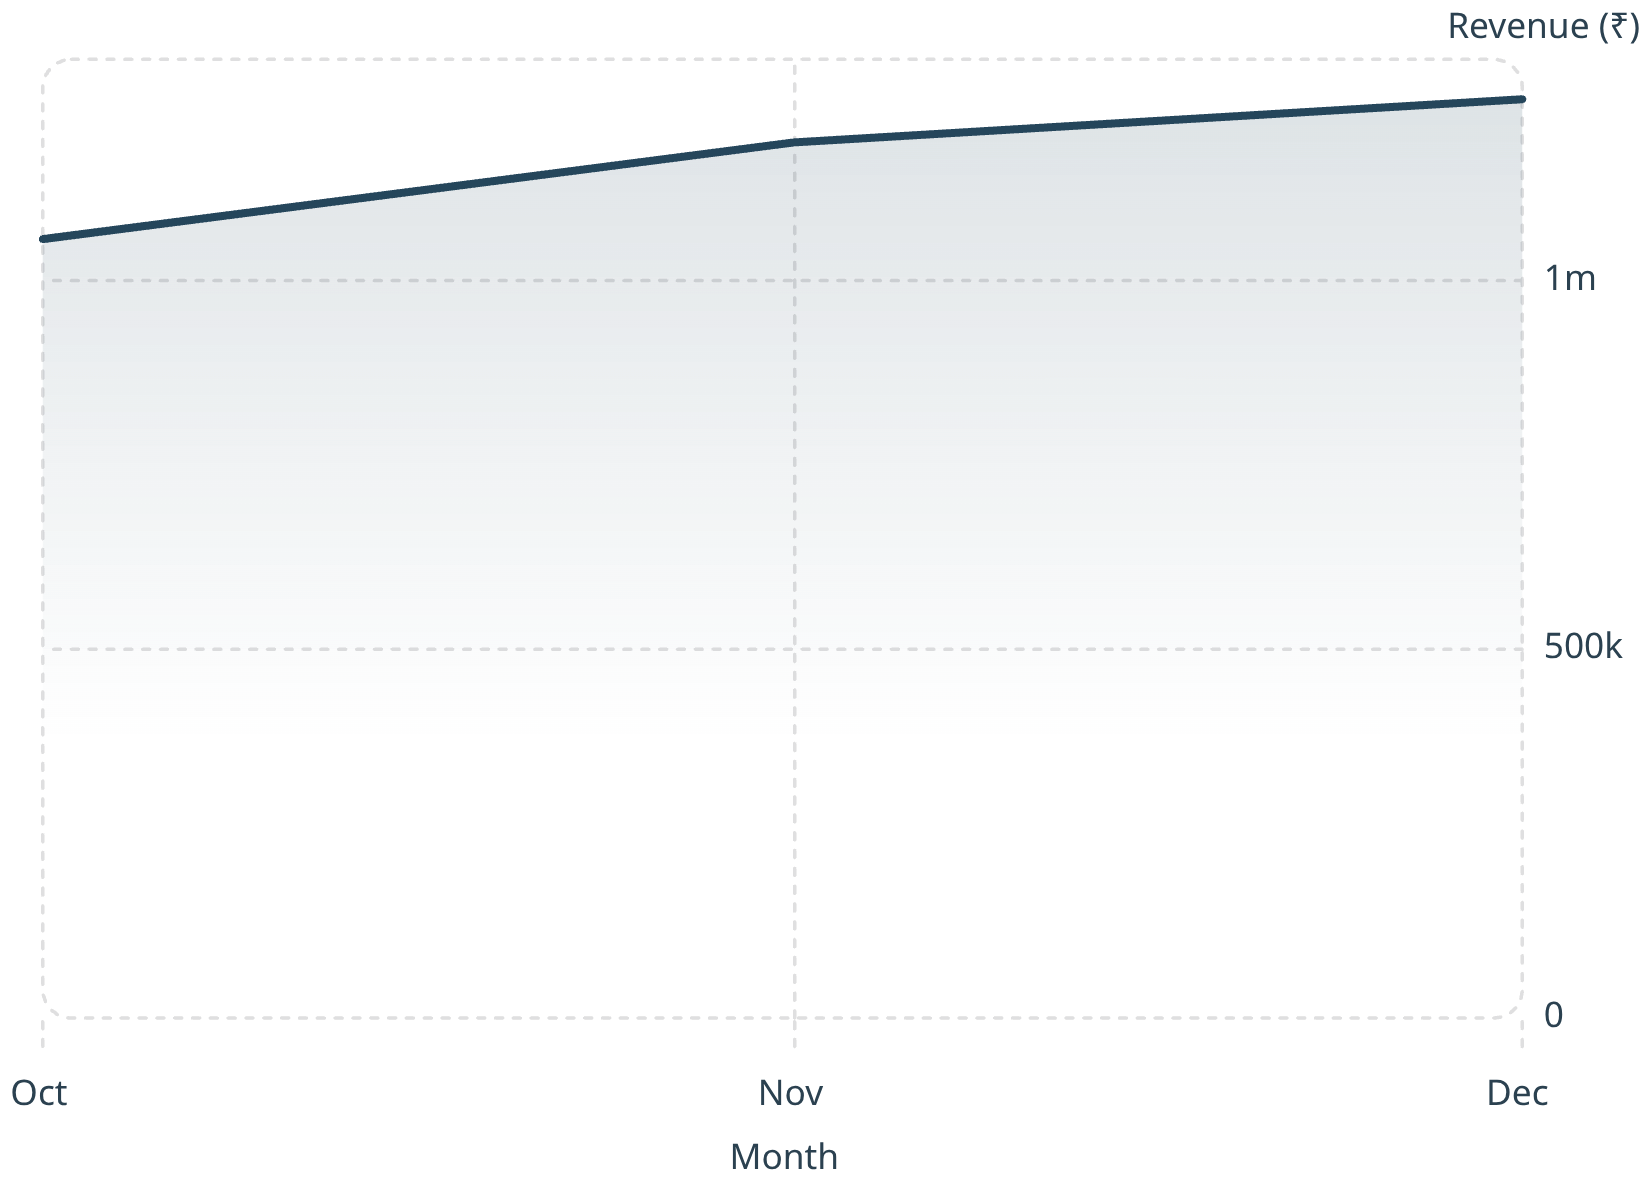 Revenue (₹)
1m
500k
0
Oct
Nov
Dec
Month